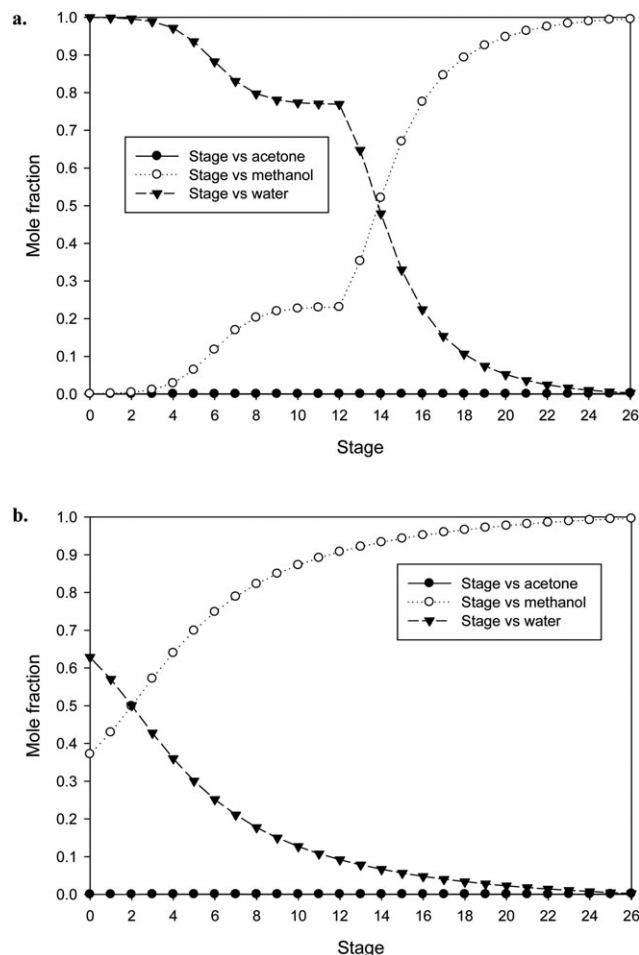 a.
1.0
0.9
0.8
0.7
0.6
0.5
0.4
0.3
0.2
0.1
0.0
Mole fraction
Stage vs acetone
Stage vs methanol
Stage vs water
0 2 4 6 8 10 12 14 16 18 20 22 24 26
Stage
b.
1.0
0.9
0.8
0.7
0.6
0.5
0.4
0.3
0.2
0.1
0.0
Mole fraction
Stage vs acetone
Stage vs methanol
Stage vs water
0 2 4 6 8 10 12 14 16 18 20 22 24 26
Stage